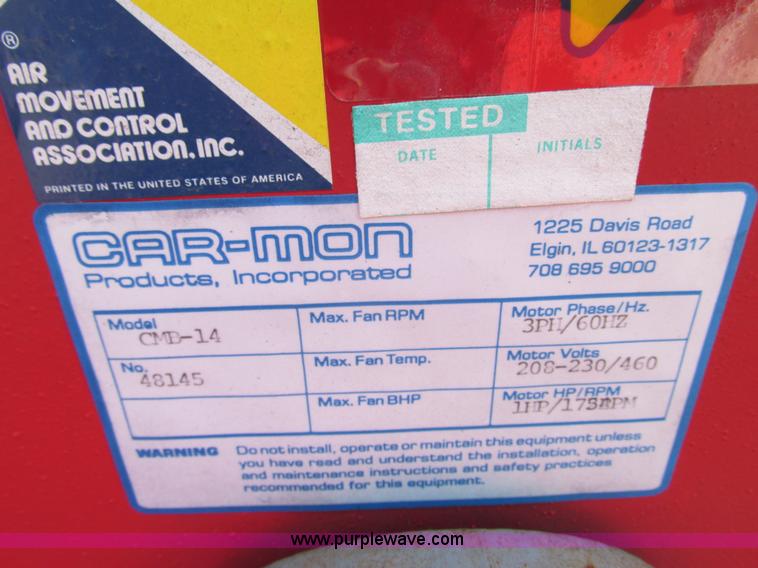 ®
AIR
MOVEMENT
AND CONTROL
ASSOCIATION, INC.
PRINTED IN THE UNITED STATES OF AMERICA
TESTED
DATE
INITIALS
CAR-MON
Products, Incorporated
1225 Davis Road
Elgin, IL 60123-1317
708 695 9000
Model
CMB-14
No.
48145
Max. Fan RPM
Max. Fan Temp.
Max. Fan BHP
Motor Phase/Hz.
3PH/60HZ
Motor Volts
208-230/460
Motor HP/RPM
WARNING Do not install, operate or maintain this equipment unless
you have read and understand the installation, operation
and maintenance instructions and safety practices
recommended for this equipment.
www.purplewave.com